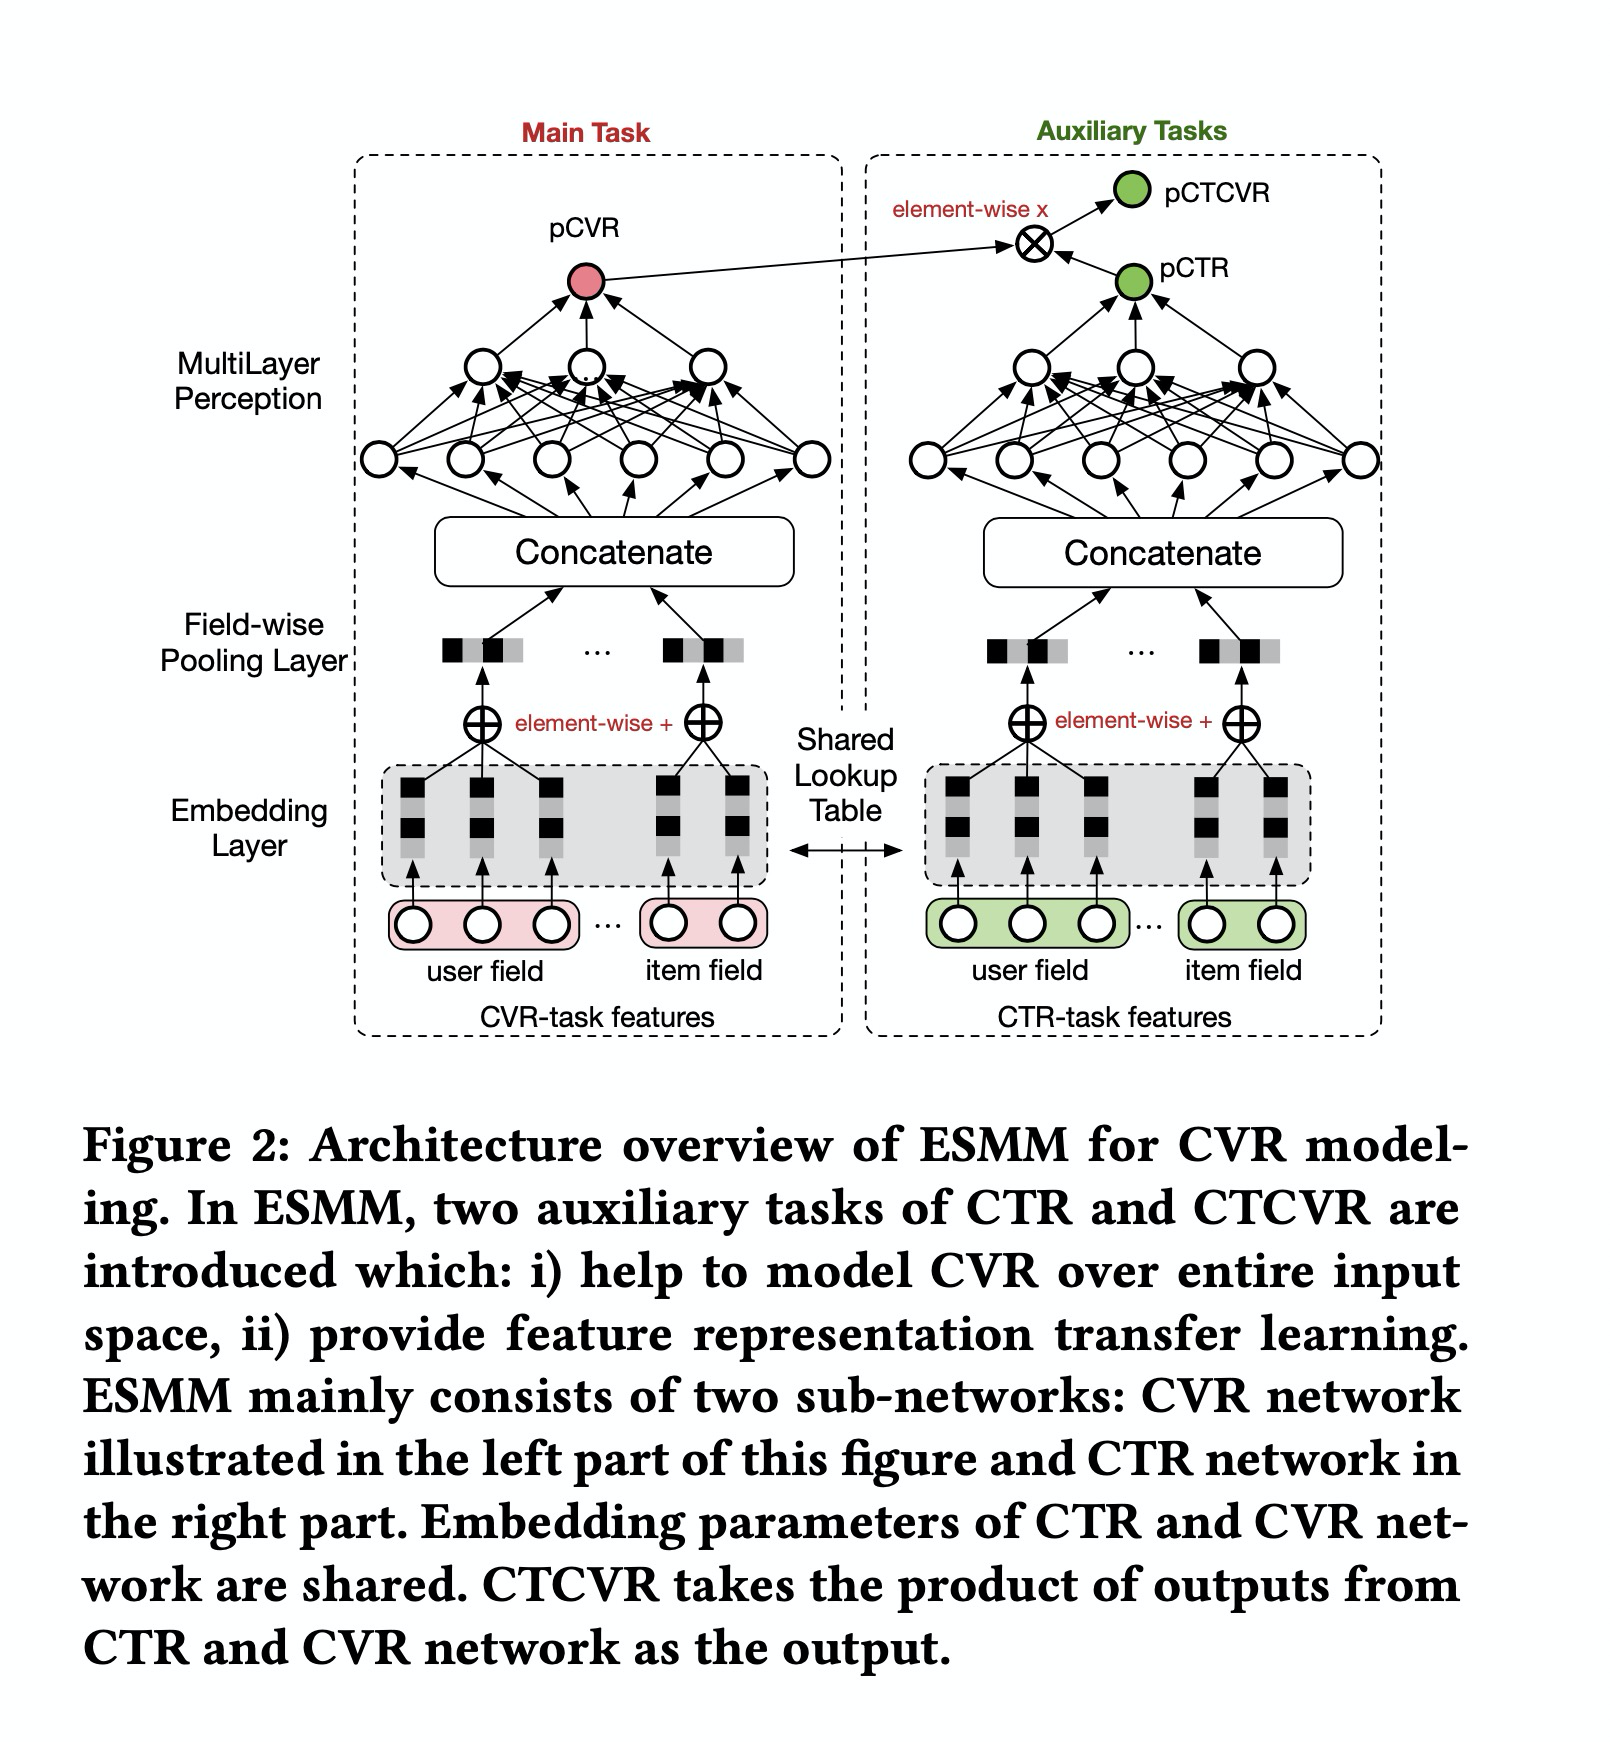 Main Task
Auxiliary Tasks
pCTCVR
element-wise x
pCVR
pCTR
MultiLayer
Perception
Concatenate
Concatenate
Field-wise
Pooling Layer
...
...
element-wise +
element-wise +
Shared
Lookup
Table
Embedding
Layer
...
...
user field
item field
user field
item field
CVR-task features
CTR-task features
Figure 2: Architecture overview of ESMM for CVR model-
ing. In ESMM, two auxiliary tasks of CTR and CTCVR are
introduced which: i) help to model CVR over entire input
space, ii) provide feature representation transfer learning.
ESMM mainly consists of two sub-networks: CVR network
illustrated in the left part of this figure and CTR network in
the right part. Embedding parameters of CTR and CVR net-
work are shared. CTCVR takes the product of outputs from
CTR and CVR network as the output.